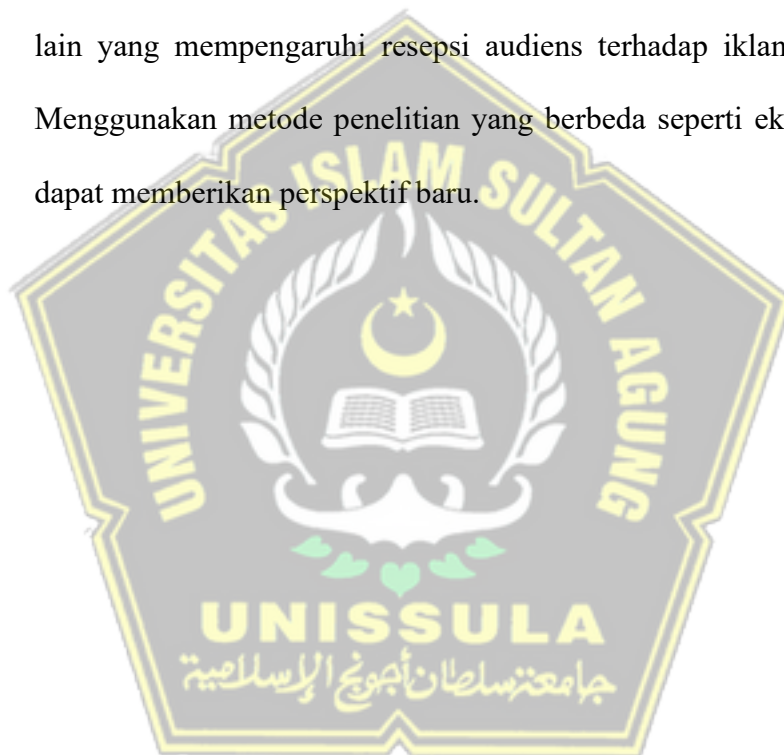 lain yang mempengaruhi resepsi audiens terhadap iklan
Menggunakan metode penelitian yang berbeda seperti ek
dapat memberikan perspektif baru.
UNIVERSITAS ISLAM SULTAN AGUNG
UNISSULA
جامعة سلطان أجونج الإسلامية